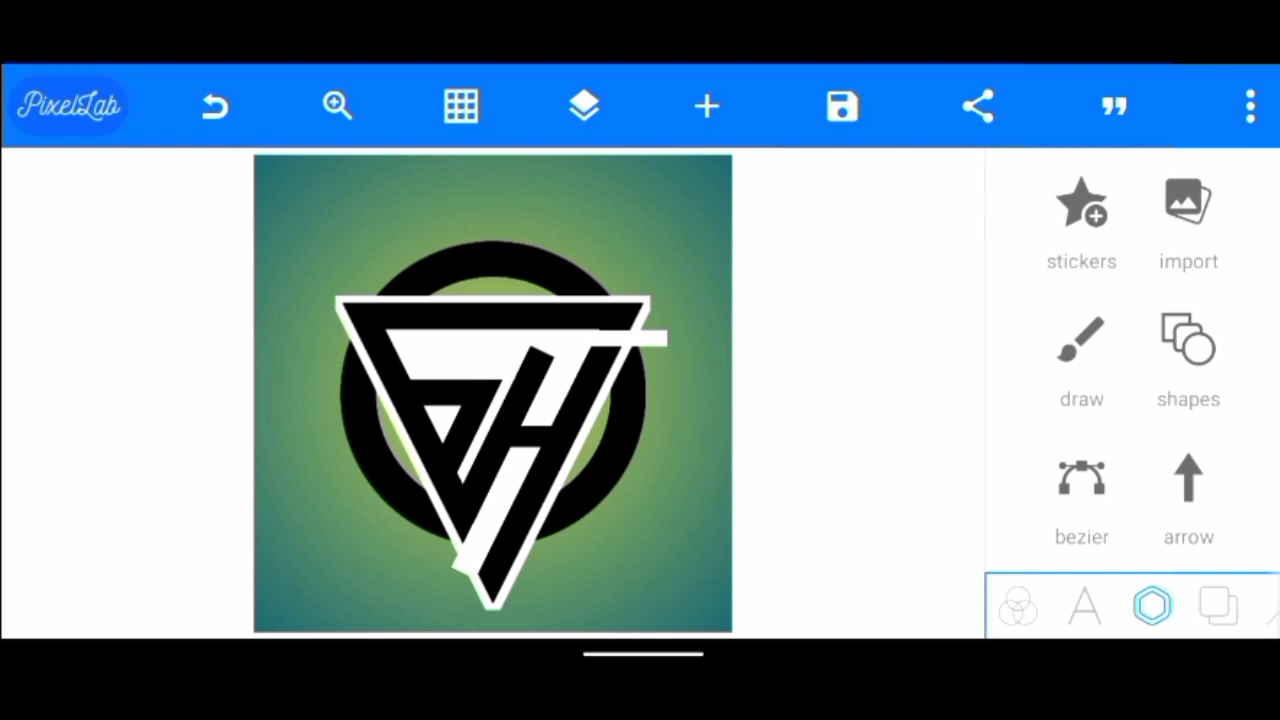 PixelLab
stickers import
draw shapes
bezier arrow